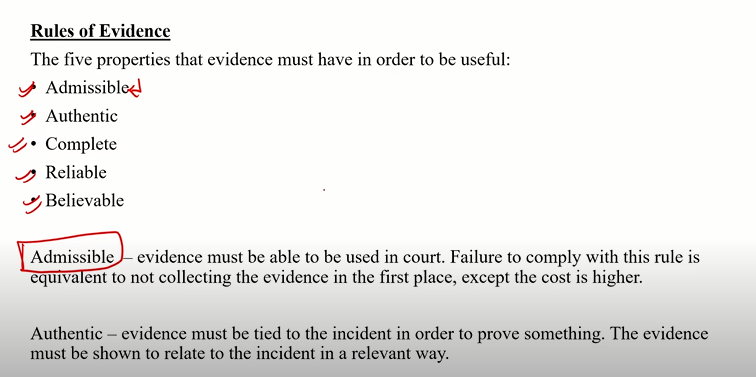 Rules of Evidence
The five properties that evidence must have in order to be useful:
• Admissible
• Authentic
• Complete
• Reliable
• Believable
Admissible – evidence must be able to be used in court. Failure to comply with this rule is
equivalent to not collecting the evidence in the first place, except the cost is higher.
Authentic – evidence must be tied to the incident in order to prove something. The evidence
must be shown to relate to the incident in a relevant way.